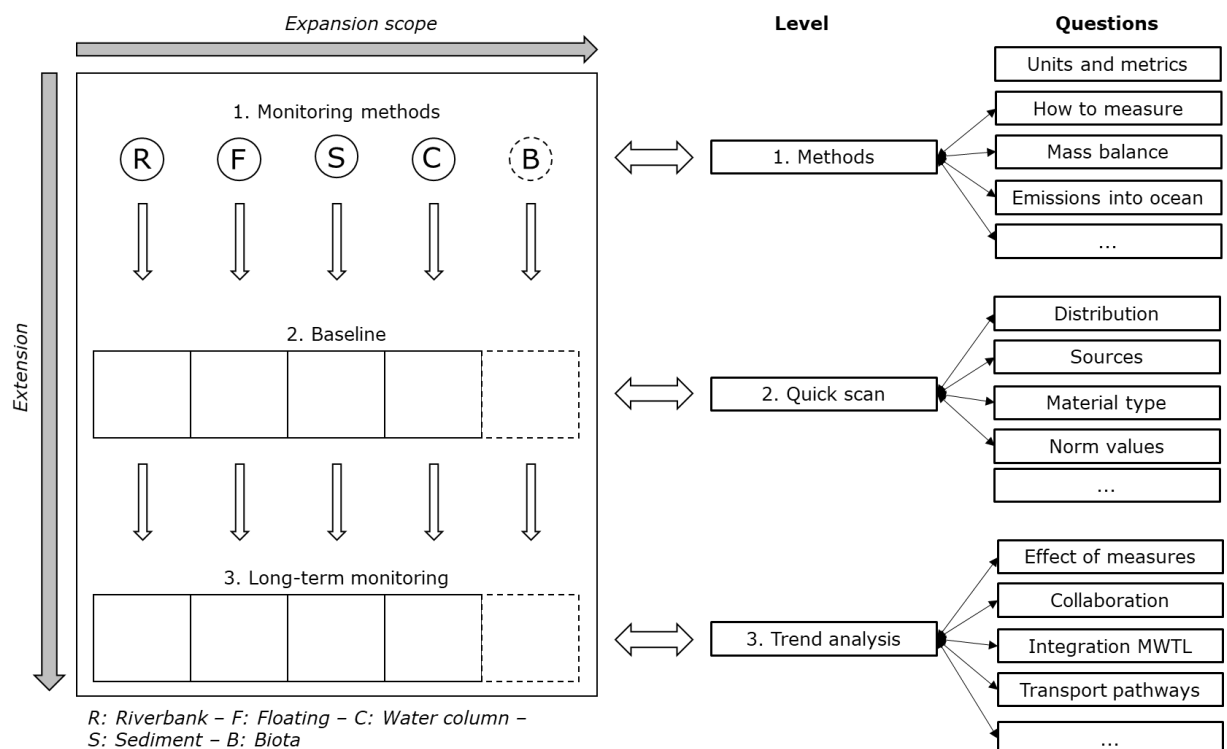 Expansion scope
Level
Questions
Extension
1. Monitoring methods
R
F
S
C
B
1. Methods
Units and metrics
How to measure
Mass balance
Emissions into ocean
...
2. Baseline
2. Quick scan
Distribution
Sources
Material type
Norm values
...
3. Long-term monitoring
3. Trend analysis
Effect of measures
Collaboration
Integration MWTL
Transport pathways
...
R: Riverbank – F: Floating – C: Water column –
S: Sediment – B: Biota